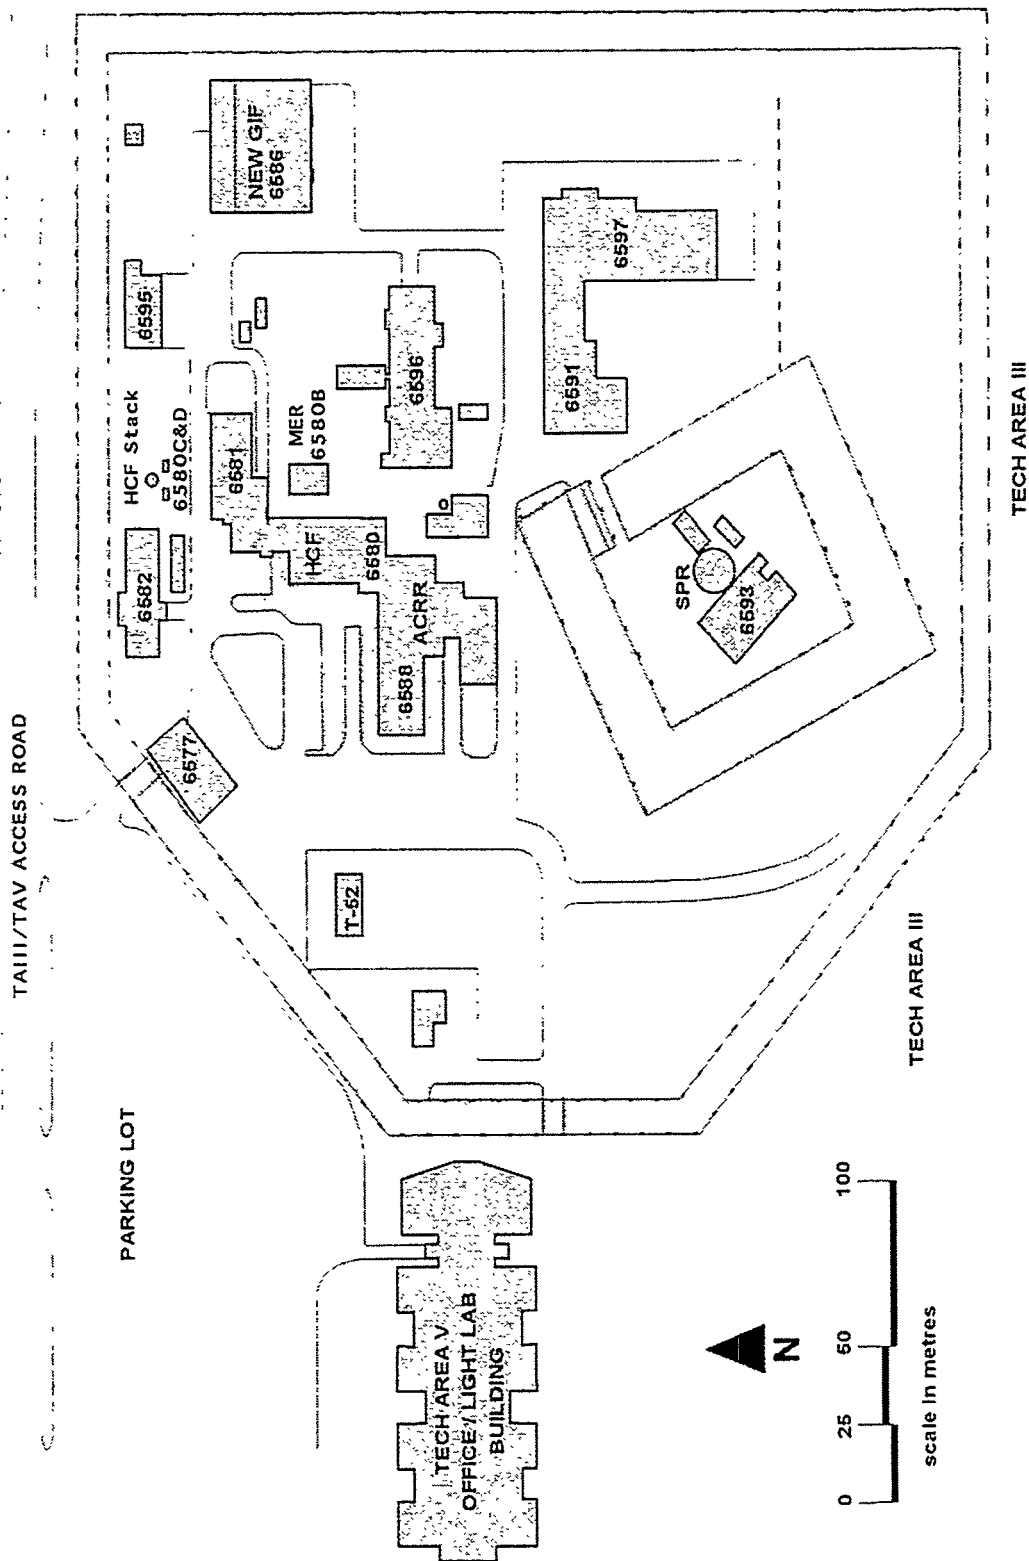 TAIII/TAV ACCESS ROAD
PARKING LOT
6577
6582
HCF Stack
6580C&D
6595
NEW GIF
6586
6581
MER
6580B
HCF
6580
ACRR
6588
6596
T-52
6591
6597
SPR
6593
TECH AREA V
OFFICE / LIGHT LAB
BUILDING
TECH AREA III
TECH AREA III
N
0
25
50
100
scale in metres